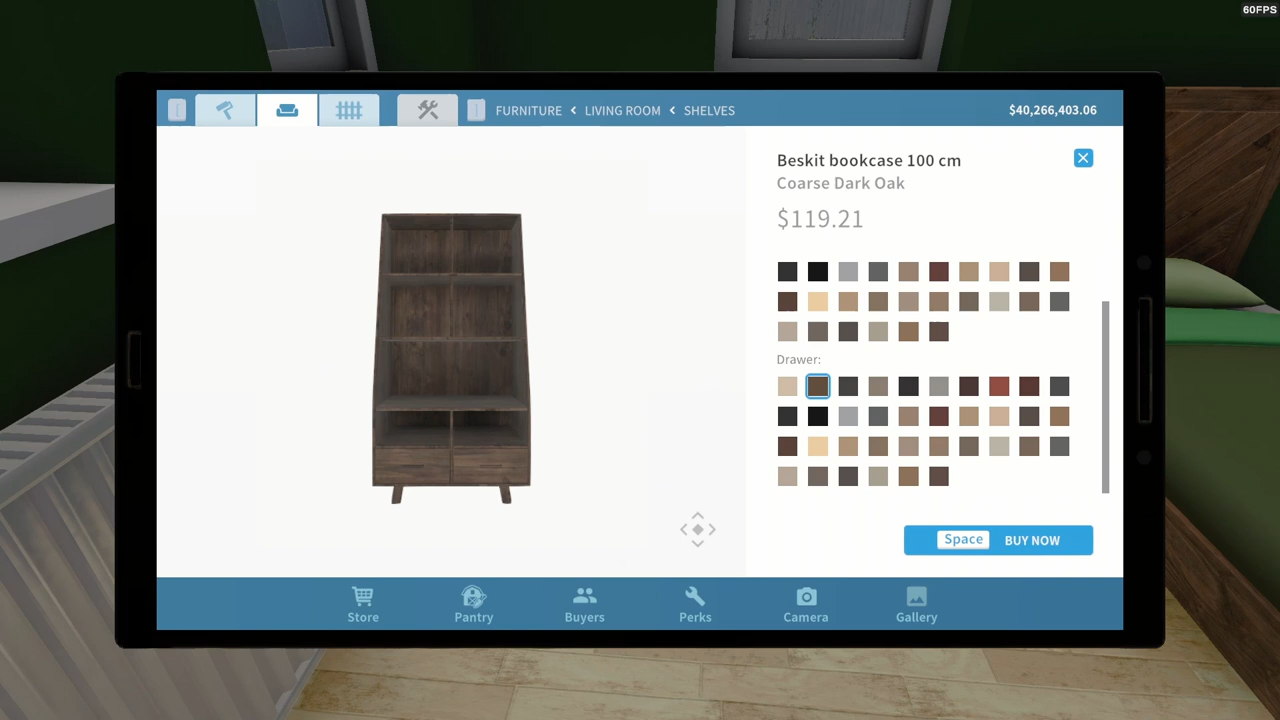 60FPS
FURNITURE < LIVING ROOM < SHELVES
$40,266,403.06
Beskit bookcase 100 cm
Coarse Dark Oak
$119.21
Drawer:
Space BUY NOW
Store
Pantry
Buyers
Perks
Camera
Gallery